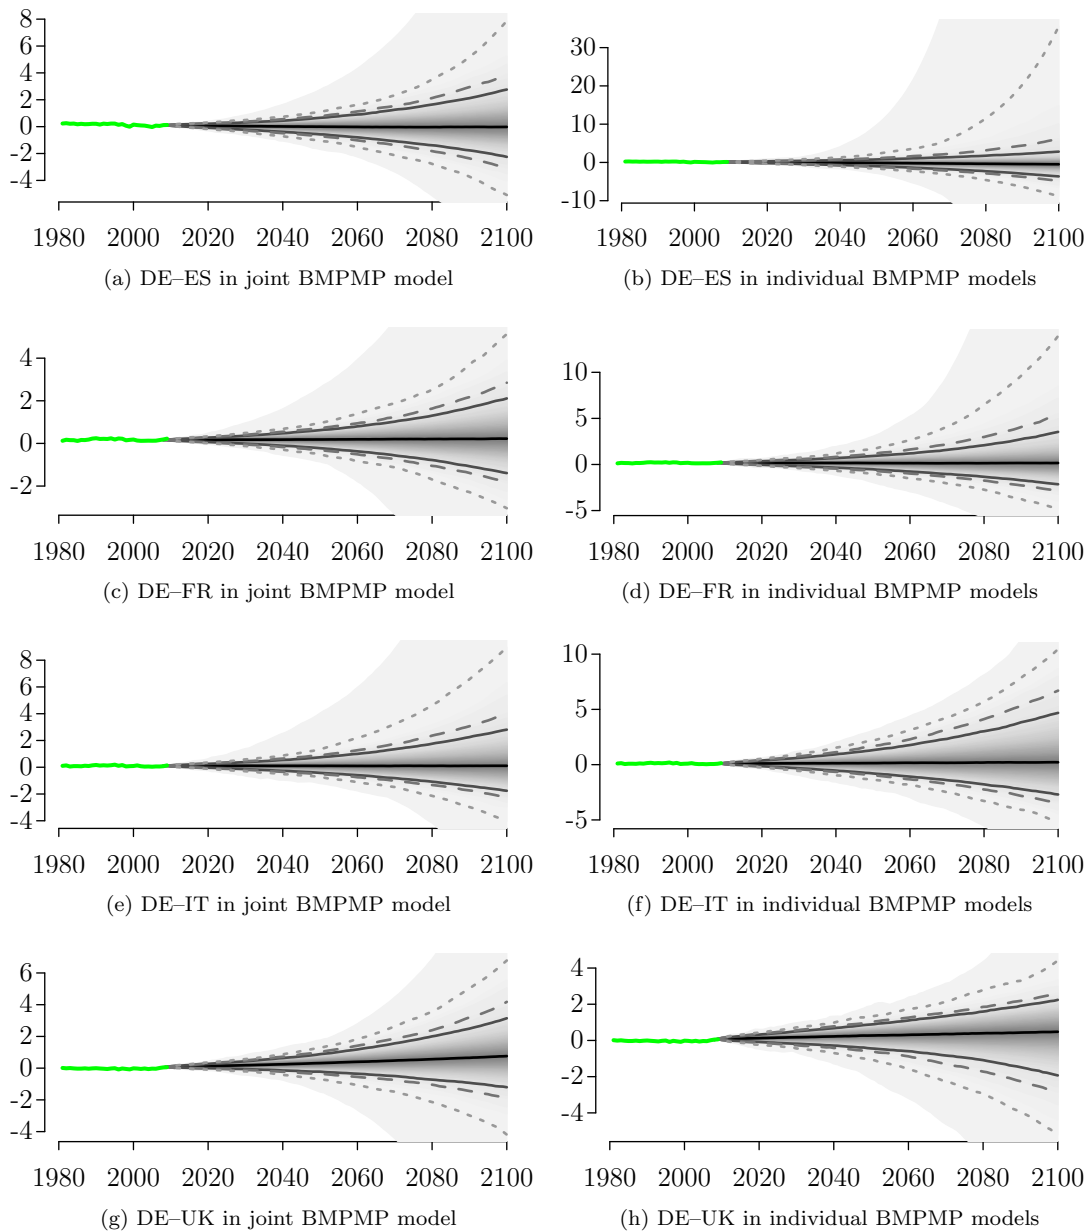 8
6
4
2
0
-2
-4
1980 2000 2020 2040 2060 2080 2100
(a) DE–ES in joint BMPMP model
30
20
10
0
-10
1980 2000 2020 2040 2060 2080 2100
(b) DE–ES in individual BMPMP models
4
2
0
-2
1980 2000 2020 2040 2060 2080 2100
(c) DE–FR in joint BMPMP model
10
5
0
-5
1980 2000 2020 2040 2060 2080 2100
(d) DE–FR in individual BMPMP models
8
6
4
2
0
-2
-4
1980 2000 2020 2040 2060 2080 2100
(e) DE–IT in joint BMPMP model
10
5
0
-5
1980 2000 2020 2040 2060 2080 2100
(f) DE–IT in individual BMPMP models
6
4
2
0
-2
-4
1980 2000 2020 2040 2060 2080 2100
(g) DE–UK in joint BMPMP model
4
2
0
-2
-4
1980 2000 2020 2040 2060 2080 2100
(h) DE–UK in individual BMPMP models